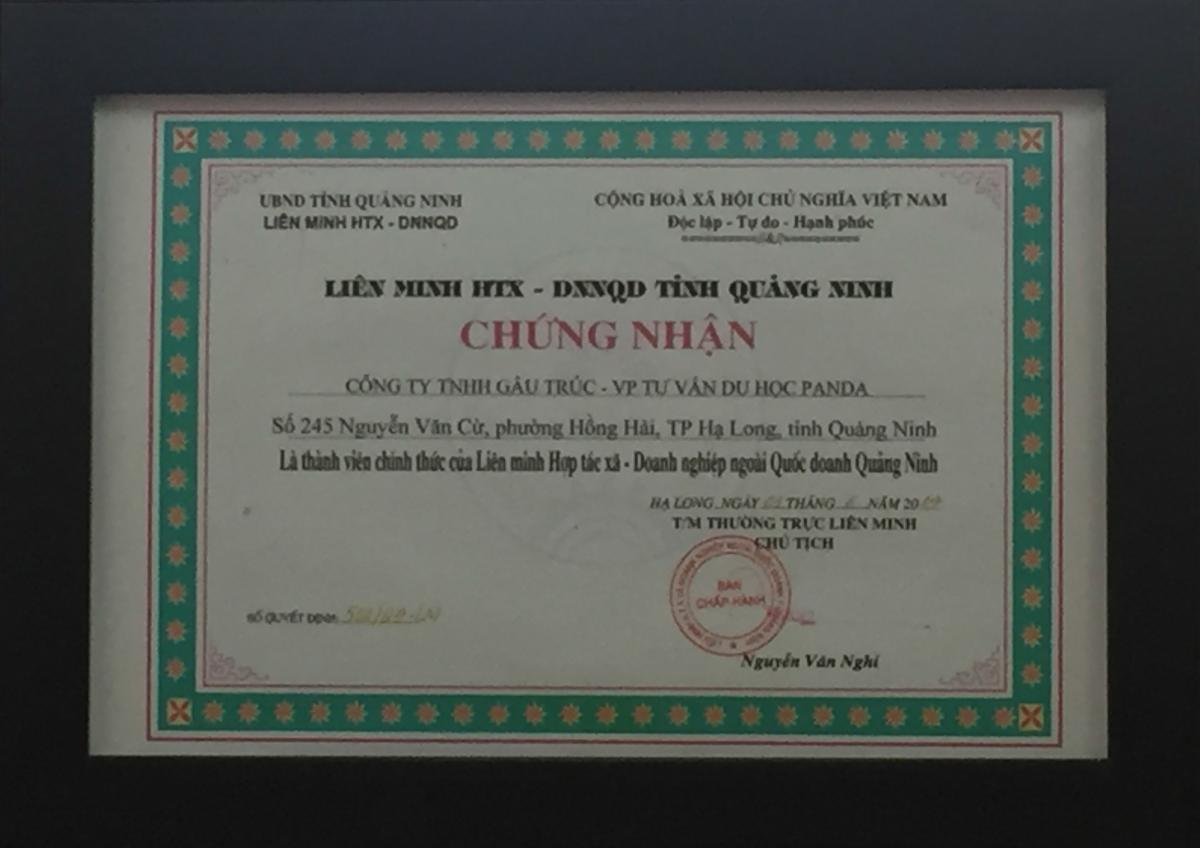 UBND TỈNH QUẢNG NINH
LIÊN MINH HTX - DNNQD
CỘNG HOÀ XÃ HỘI CHỦ NGHĨA VIỆT NAM
Độc lập - Tự do - Hạnh phúc
LIÊN MINH HTX - DNNQD TỈNH QUẢNG NINH
CHỨNG NHẬN
CÔNG TY TNHH GẤU TRÚC - VP TƯ VẤN DU HỌC PANDA
Số 245 Nguyễn Văn Cừ, phường Hồng Hải, TP Hạ Long, tỉnh Quảng Ninh
Là thành viên chính thức của Liên minh Hợp tác xã - Doanh nghiệp ngoài Quốc doanh Quảng Ninh
HẠ LONG, NGÀY THÁNG NĂM 20
T/M THƯỜNG TRỰC LIÊN MINH
CHỦ TỊCH
BAN
CHẤP HÀNH
SỐ QUYẾT ĐỊNH:
Nguyễn Văn Nghĩ